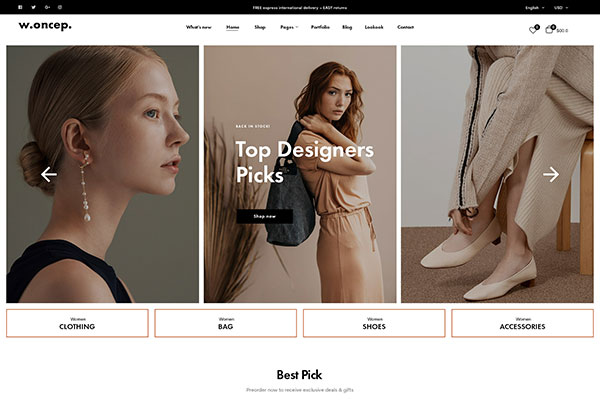 FREE express international delivery + EASY returns
English
USD
w.oncep.
What's new
Home
Shop
Pages
Portfolio
Blog
Lookook
Contact
0
0
$00.0
BACK IN STOCK!
Top Designers
Picks
Shop now
Women
CLOTHING
Women
BAG
Women
SHOES
Women
ACCESSORIES
Best Pick
Preorder now to receive exclusive deals & gifts